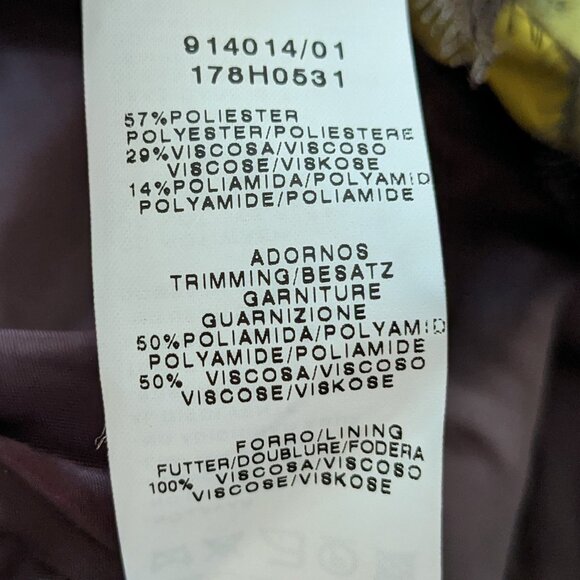 914014/01
178H0531
57%POLIESTER
POLYESTER/POLIESTERE
29%VISCOSA/VISCOSO
VISCOSE/VISKOSE
14%POLIAMIDA/POLYAMID
POLYAMIDE/POLIAMIDE
ADORNOS
TRIMMING/BESATZ
GARNITURE
GUARNIZIONE
50%POLIAMIDA/POLYAMID
POLYAMIDE/POLIAMIDE
50% VISCOSA/VISCOSO
VISCOSE/VISKOSE
FORRO/LINING
FUTTER/DOUBLURE/FODERA
100% VISCOSA/VISCOSO
VISCOSE/VISKOSE